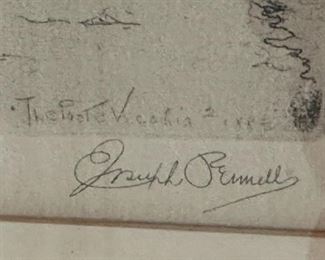 The Ponte Vecchio
Joseph Pennell